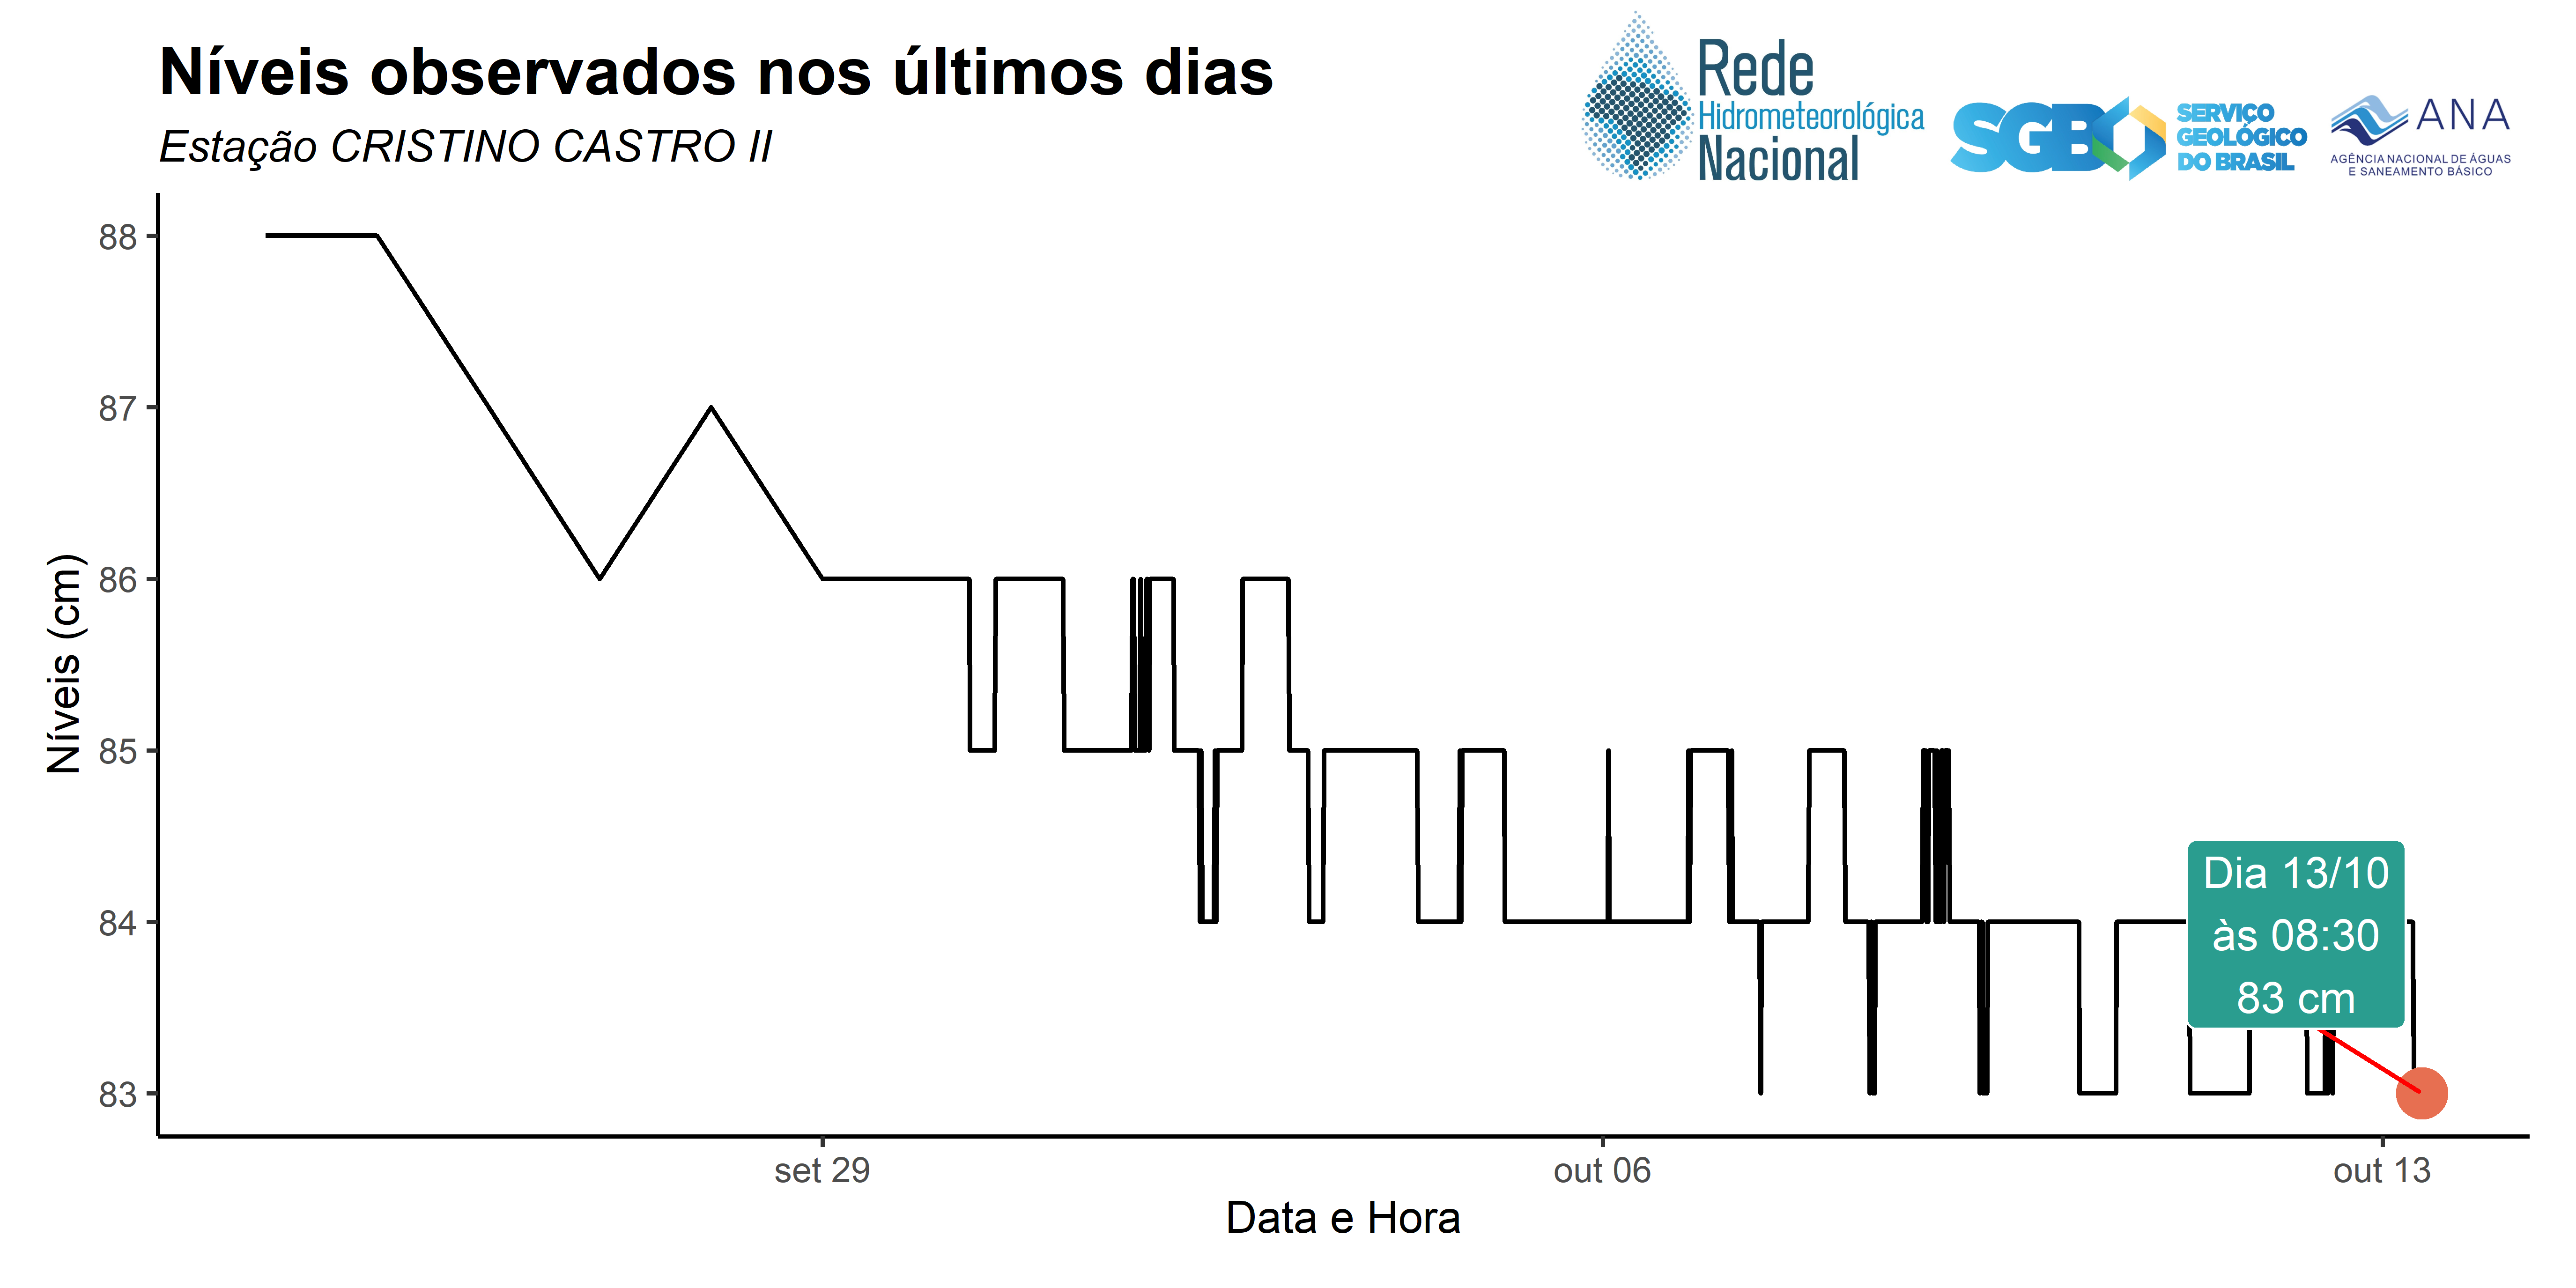 Níveis observados nos últimos dias
Estação CRISTINO CASTRO II
Rede
Hidrometeorológica
Nacional
SGB
SERVIÇO
GEOLÓGICO
DO BRASIL
ANA
AGÊNCIA NACIONAL DE ÁGUAS
E SANEAMENTO BÁSICO
Níveis (cm)
88
87
86
85
84
83
Dia 13/10
às 08:30
83 cm
set 29
out 06
out 13
Data e Hora